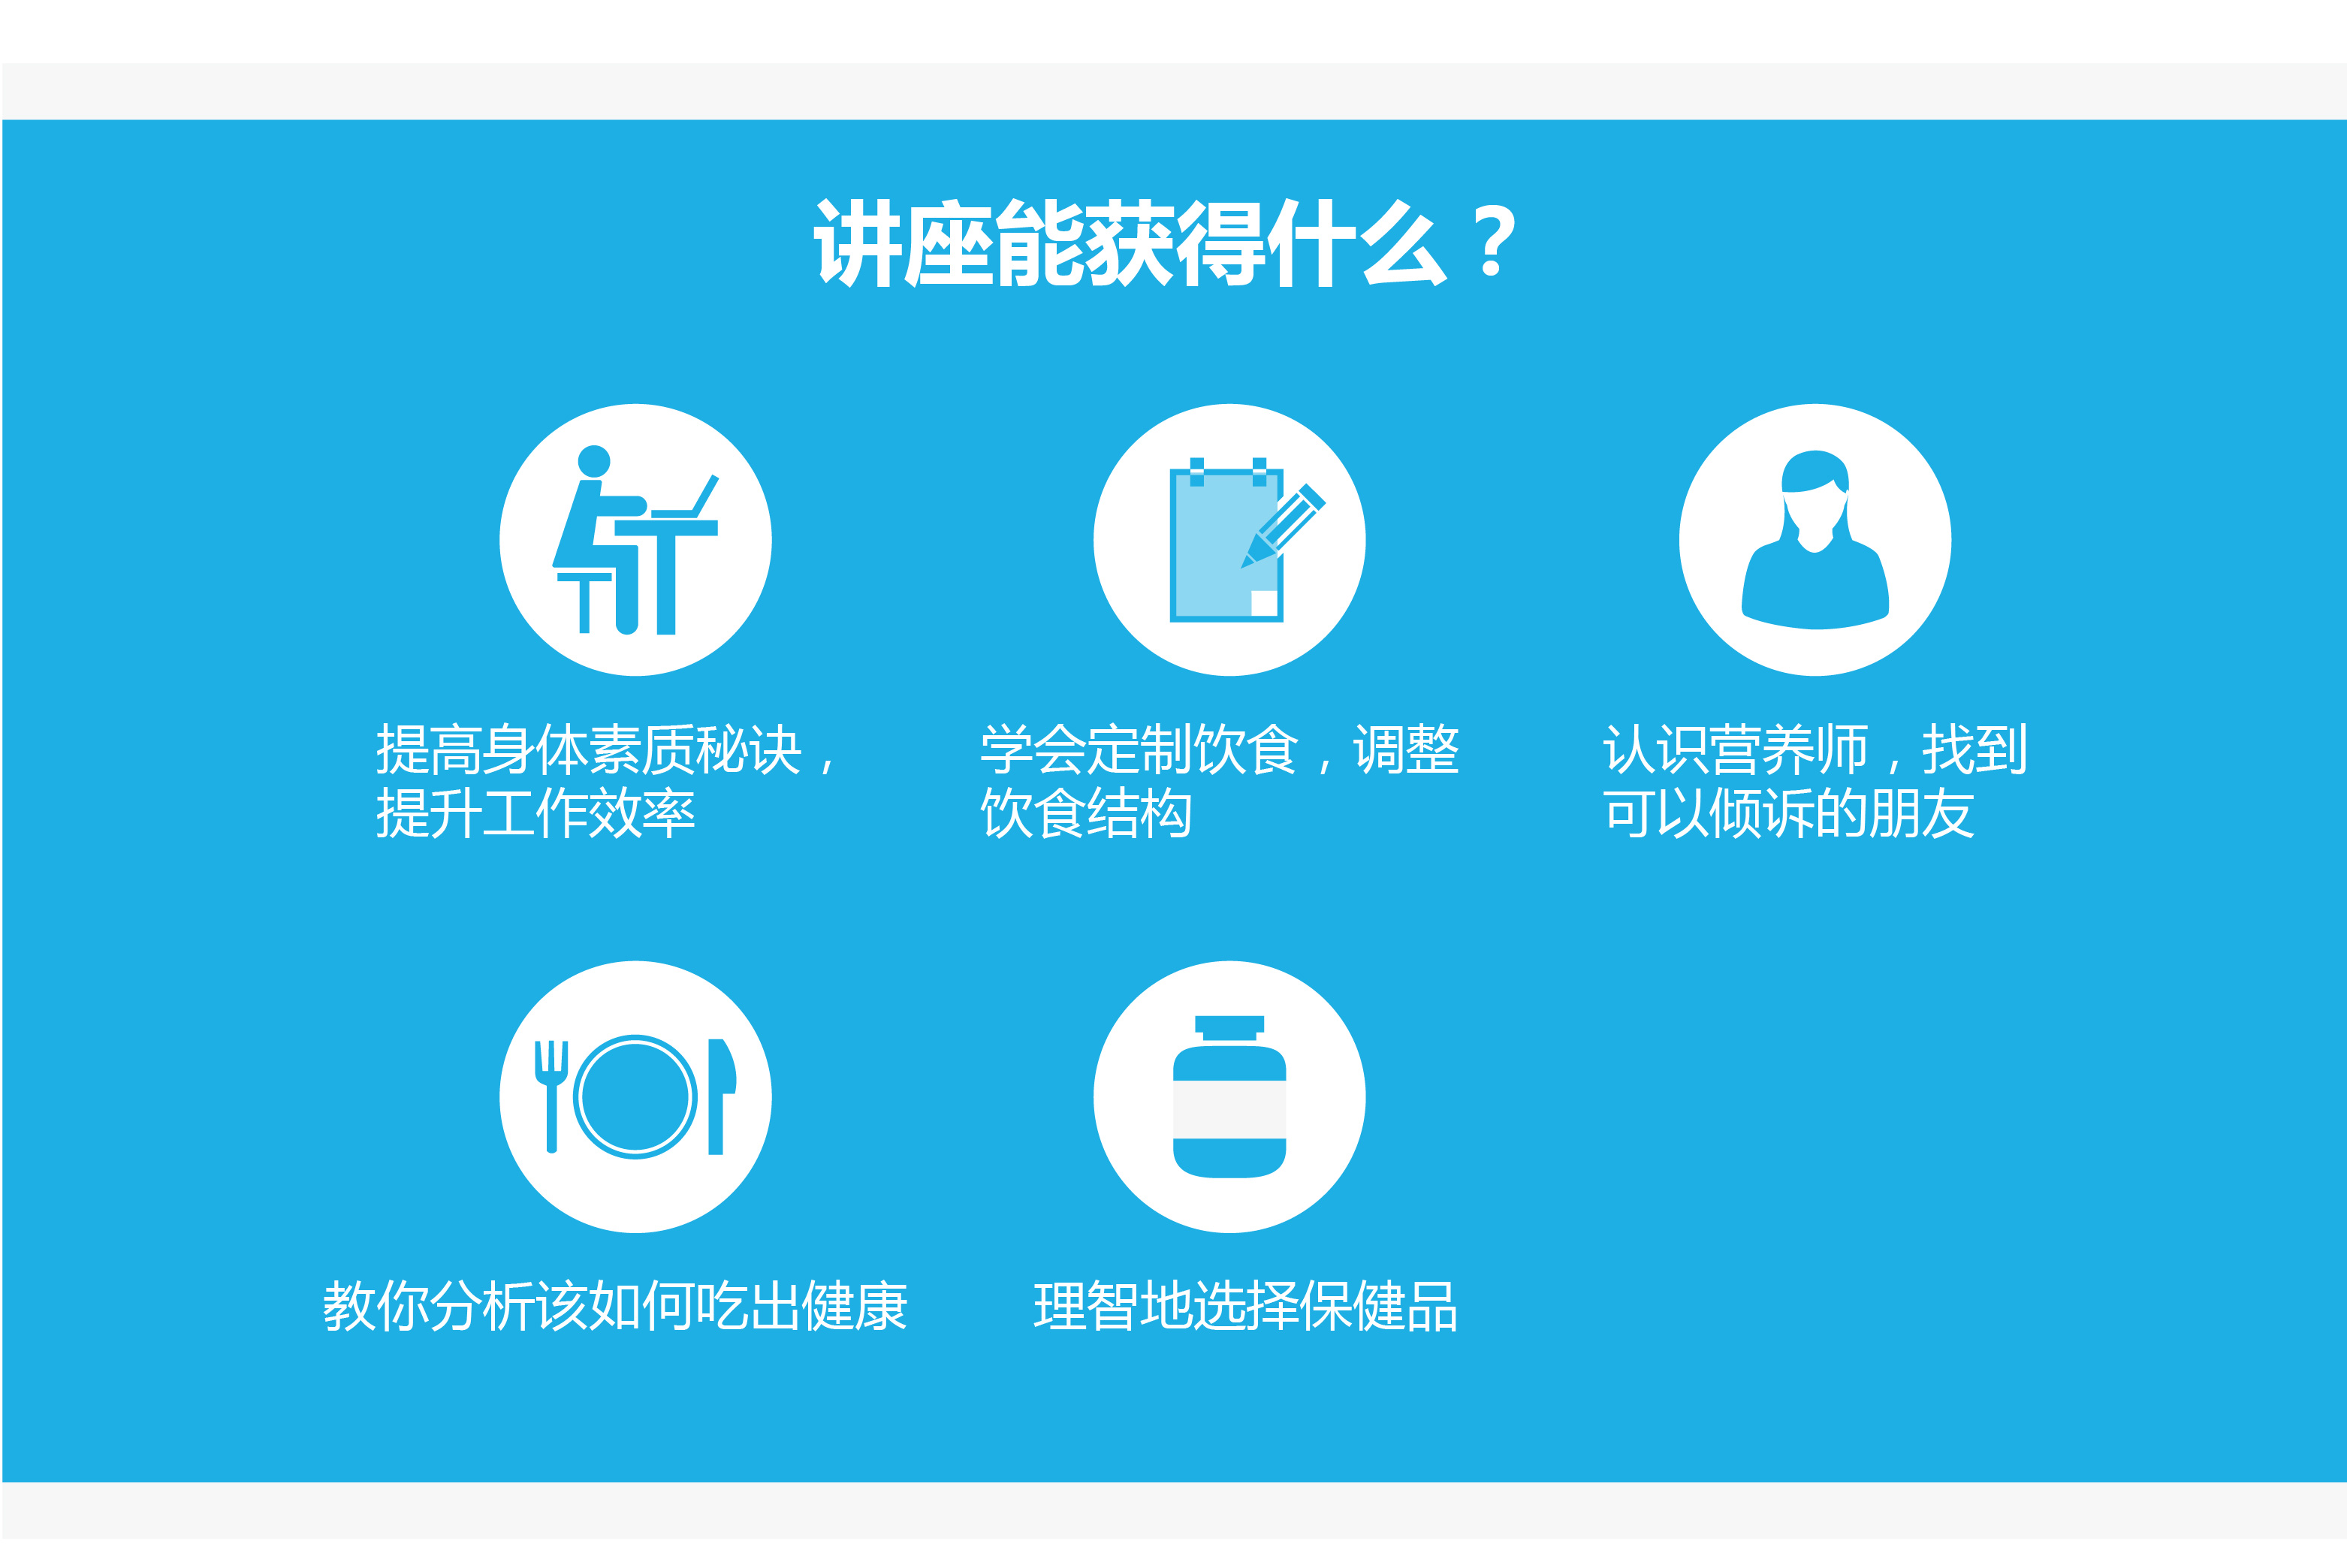 讲座能获得什么？
提高身体素质秘诀，
提升工作效率
学会定制饮食，调整
饮食结构
认识营养师，找到
可以倾诉的朋友
教你分析该如何吃出健康
理智地选择保健品